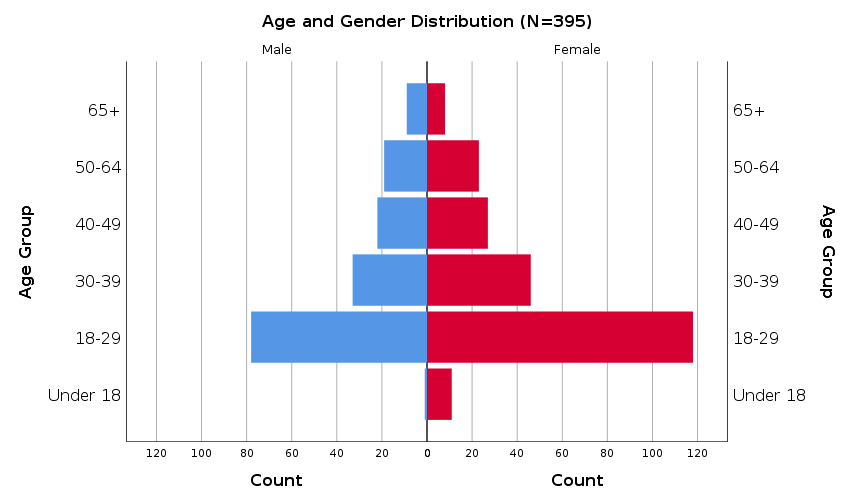 Age and Gender Distribution (N=395)
Male Female
65+ 65+
50-64 50-64
40-49 40-49
Age Group Age Group
30-39 30-39
18-29 18-29
Under 18 Under 18
120 100 80 60 40 20 0 20 40 60 80 100 120
Count Count